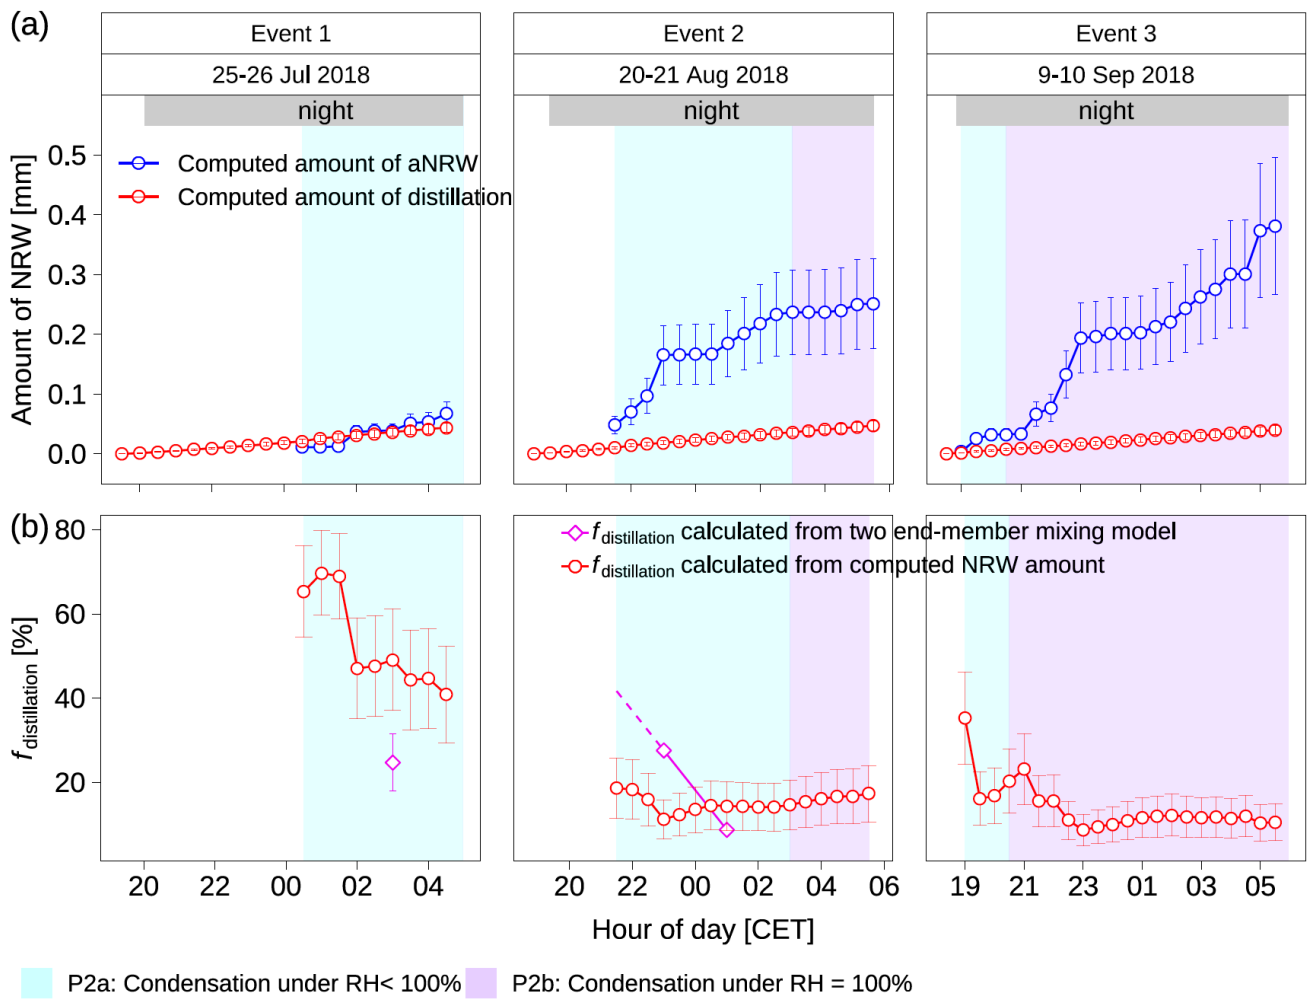 (a)
Event 1
Event 2
Event 3
25-26 Jul 2018
20-21 Aug 2018
9-10 Sep 2018
night
night
night
Amount of NRW [mm]
0.5
0.4
0.3
0.2
0.1
0.0
Computed amount of aNRW
Computed amount of distillation
(b)
f distillation [%]
80
60
40
20
f distillation calculated from two end-member mixing model
f distillation calculated from computed NRW amount
20 22 00 02 04
20 22 00 02 04 06
19 21 23 01 03 05
Hour of day [CET]
P2a: Condensation under RH< 100%
P2b: Condensation under RH = 100%